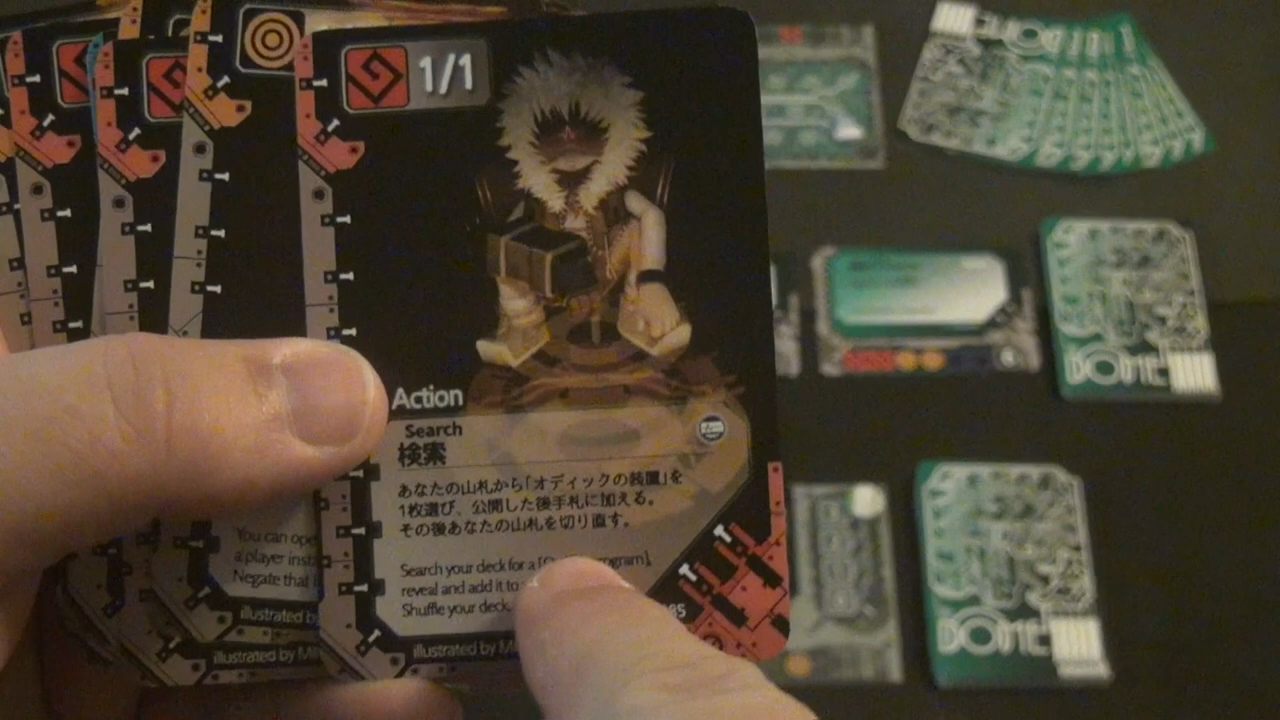 1/1
Action
Search
検索
あなたの山札から「オディックの装置」を
1枚選び、公開した後手札に加える。
その後あなたの山札を切り直す。
Search your deck for a
reveal and add it to
Shuffle your deck.
illustrated by
You can
a player
Negate that
illustrated by
illustrated by
DOME
DOME
DOME